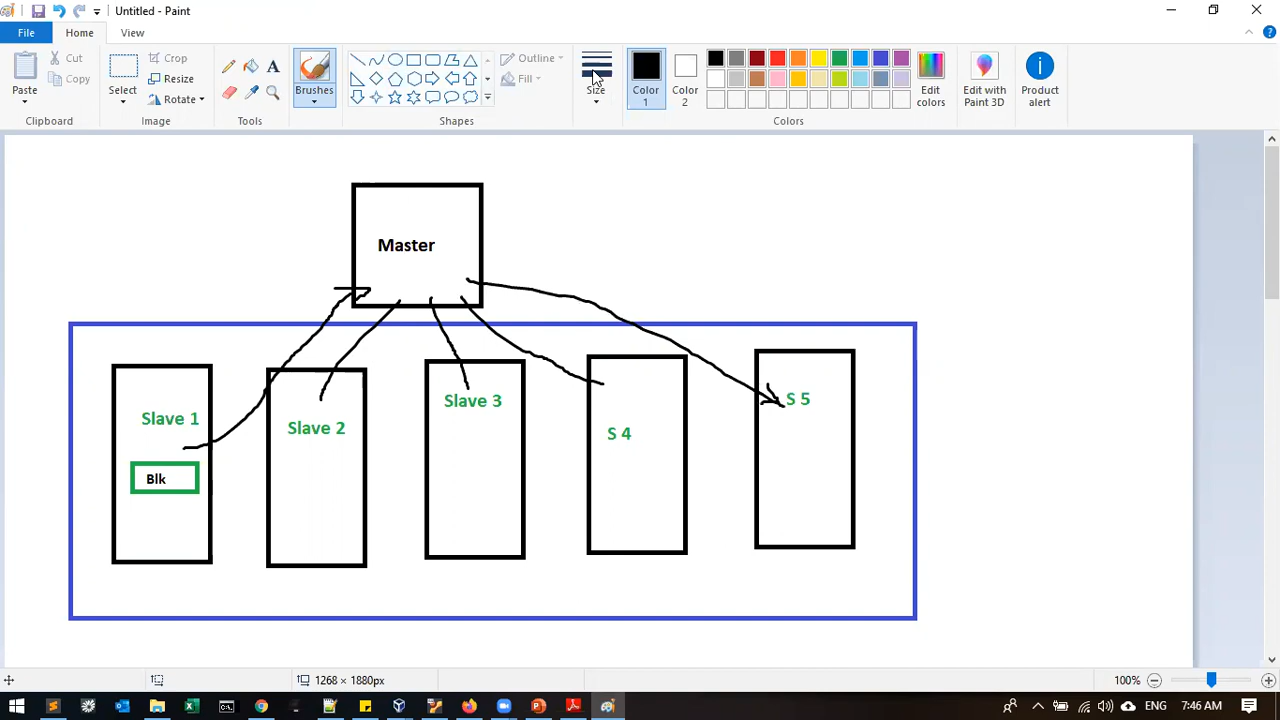 Untitled - Paint
File Home View
Paste
Cut
Copy
Clipboard
Select
Crop
Resize
Rotate
Image
Tools
Brushes
Shapes
Outline
Fill
Size
Color 1
Color 2
Colors
Edit colors
Edit with Paint 3D
Product alert
Master
Slave 1
Slave 2
Slave 3
S 4
S 5
Blk
1268 × 1880px
100%
ENG
7:46 AM